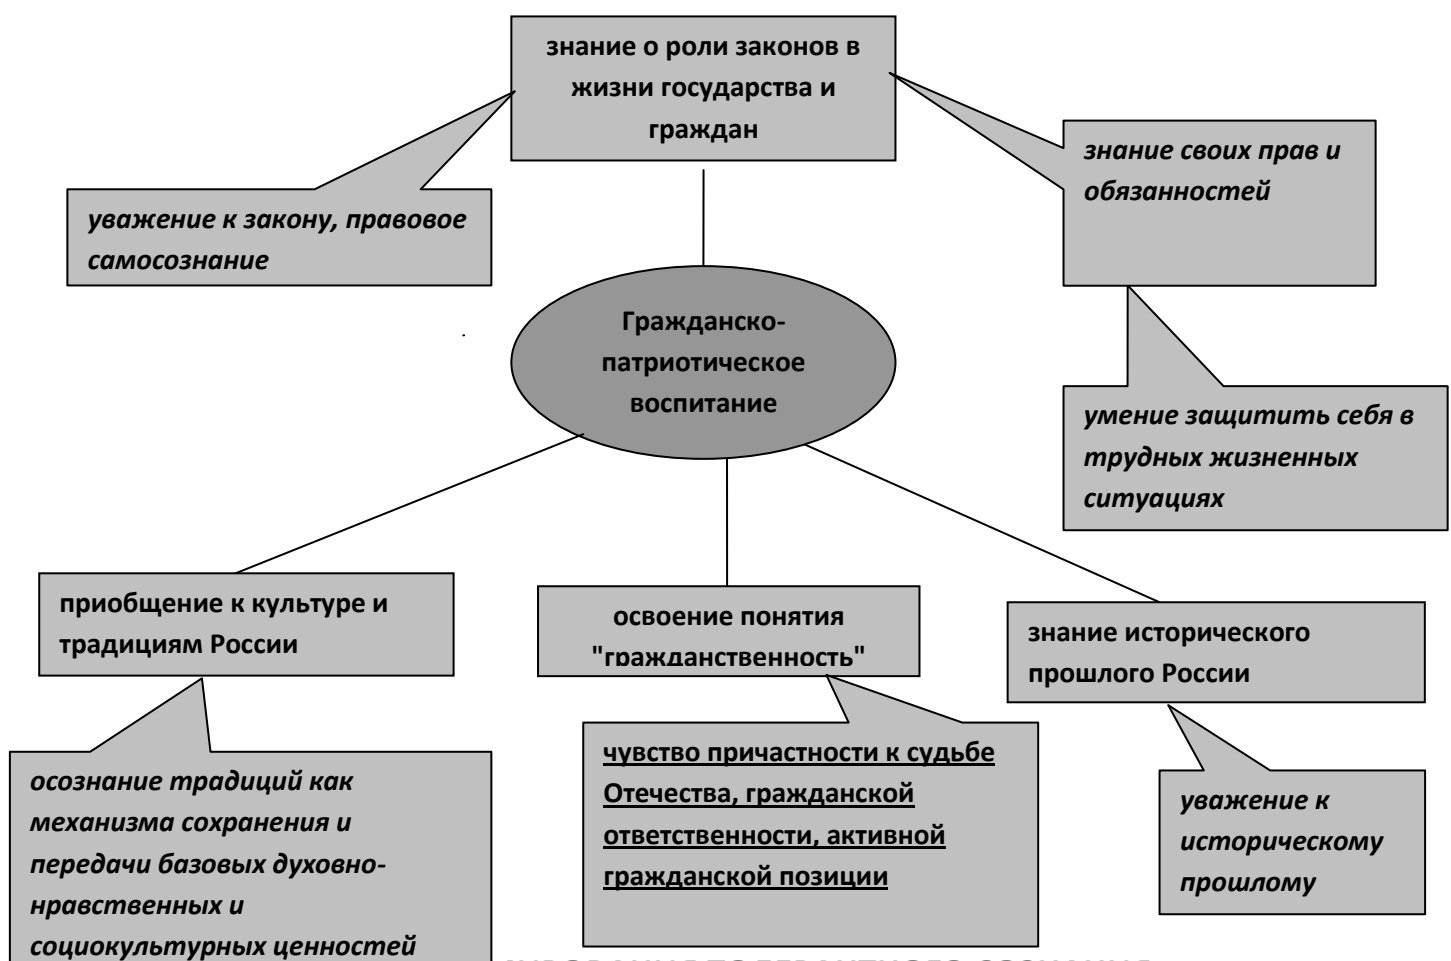 знание о роли законов в
жизни государства и
граждан
знание своих прав и
обязанностей
уважение к закону, правовое
самосознание
Гражданско-
патриотическое
воспитание
умение защитить себя в
трудных жизненных
ситуациях
приобщение к культуре и
традициям России
освоение понятия
"гражданственность"
знание исторического
прошлого России
осознание традиций как
механизма сохранения и
передачи базовых духовно-
нравственных и
социокультурных ценностей
чувство причастности к судьбе
Отечества, гражданской
ответственности, активной
гражданской позиции
уважение к
историческому
прошлому